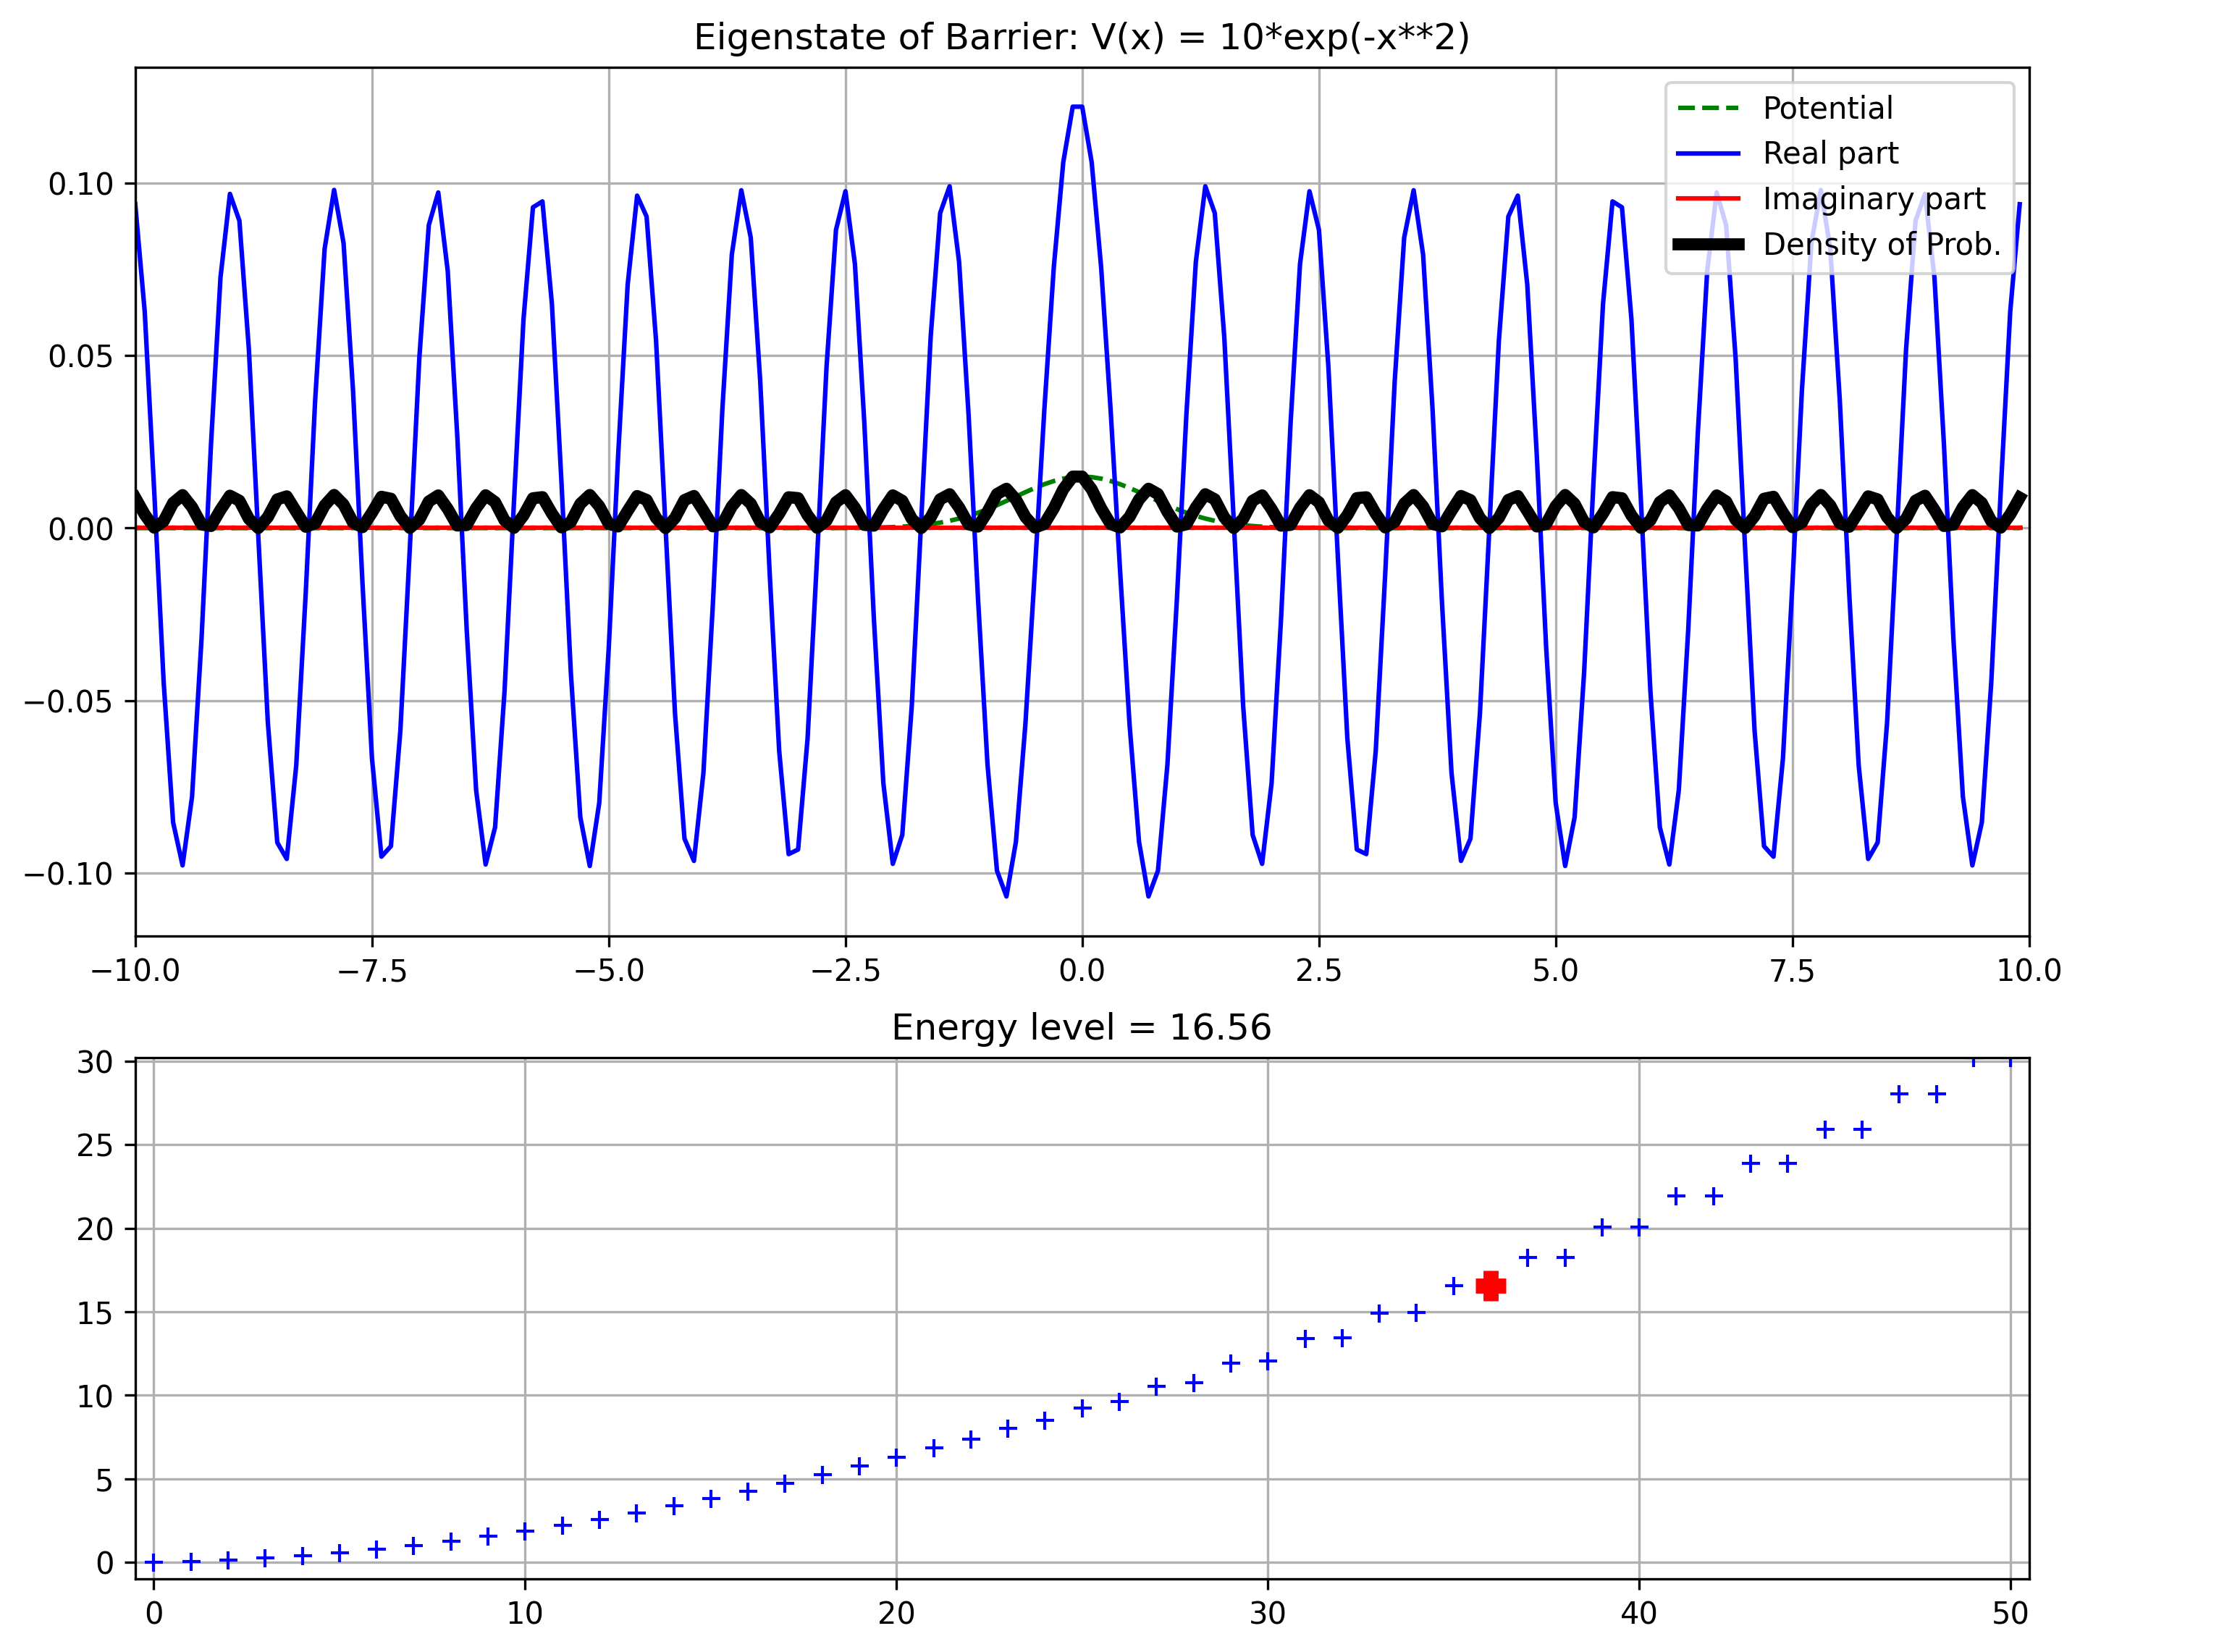 Eigenstate of Barrier: V(x) = 10*exp(-x**2)
Potential
Real part
Imaginary part
Density of Prob.
0.10
0.05
0.00
−0.05
−0.10
−10.0 −7.5 −5.0 −2.5 0.0 2.5 5.0 7.5 10.0
Energy level = 16.56
30
25
20
15
10
5
0
0 10 20 30 40 50